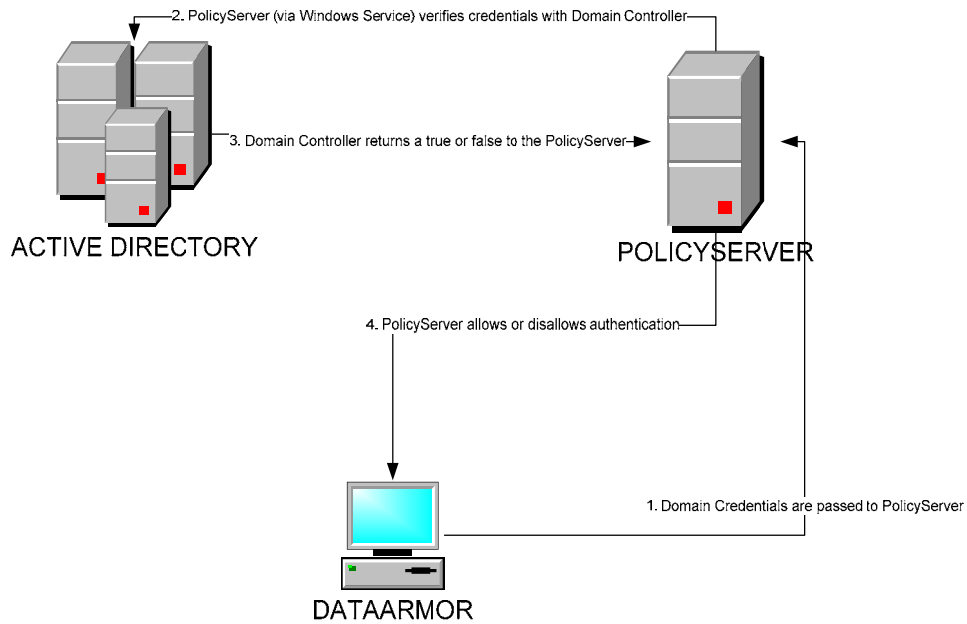 2. PolicyServer (via Windows Service) verifies credentials with Domain Controller
3. Domain Controller returns a true or false to the PolicyServer
ACTIVE DIRECTORY
POLICYSERVER
4. PolicyServer allows or disallows authentication
1. Domain Credentials are passed to PolicyServer
DATAARMOR